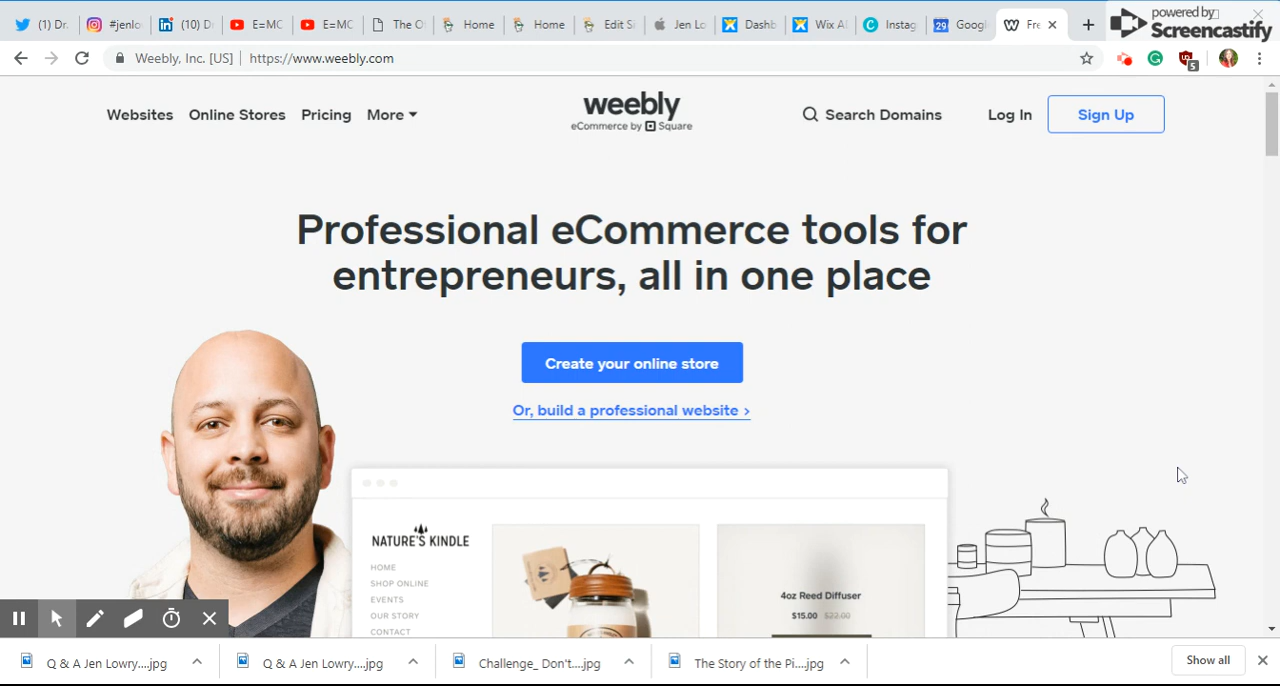 (1) Dr.
#jenlo
(10) D
E=MC
E=MC
The O
Home
Home
Edit Si
Jen Lo
Dashb
Wix A
Instag
29
Googl
Fre
powered by
Screencastify
Weebly, Inc. [US] | https://www.weebly.com
5
Websites Online Stores Pricing More
weebly
eCommerce by Square
Search Domains Log In Sign Up
Professional eCommerce tools for
entrepreneurs, all in one place
Create your online store
Or, build a professional website ›
NATURE'S KINDLE
HOME
SHOP ONLINE
EVENTS
OUR STORY
CONTACT
4oz Reed Diffuser
$15.00 $22.00
Q & A Jen Lowry....jpg
Q & A Jen Lowry....jpg
Challenge_ Don't....jpg
The Story of the Pi....jpg
Show all